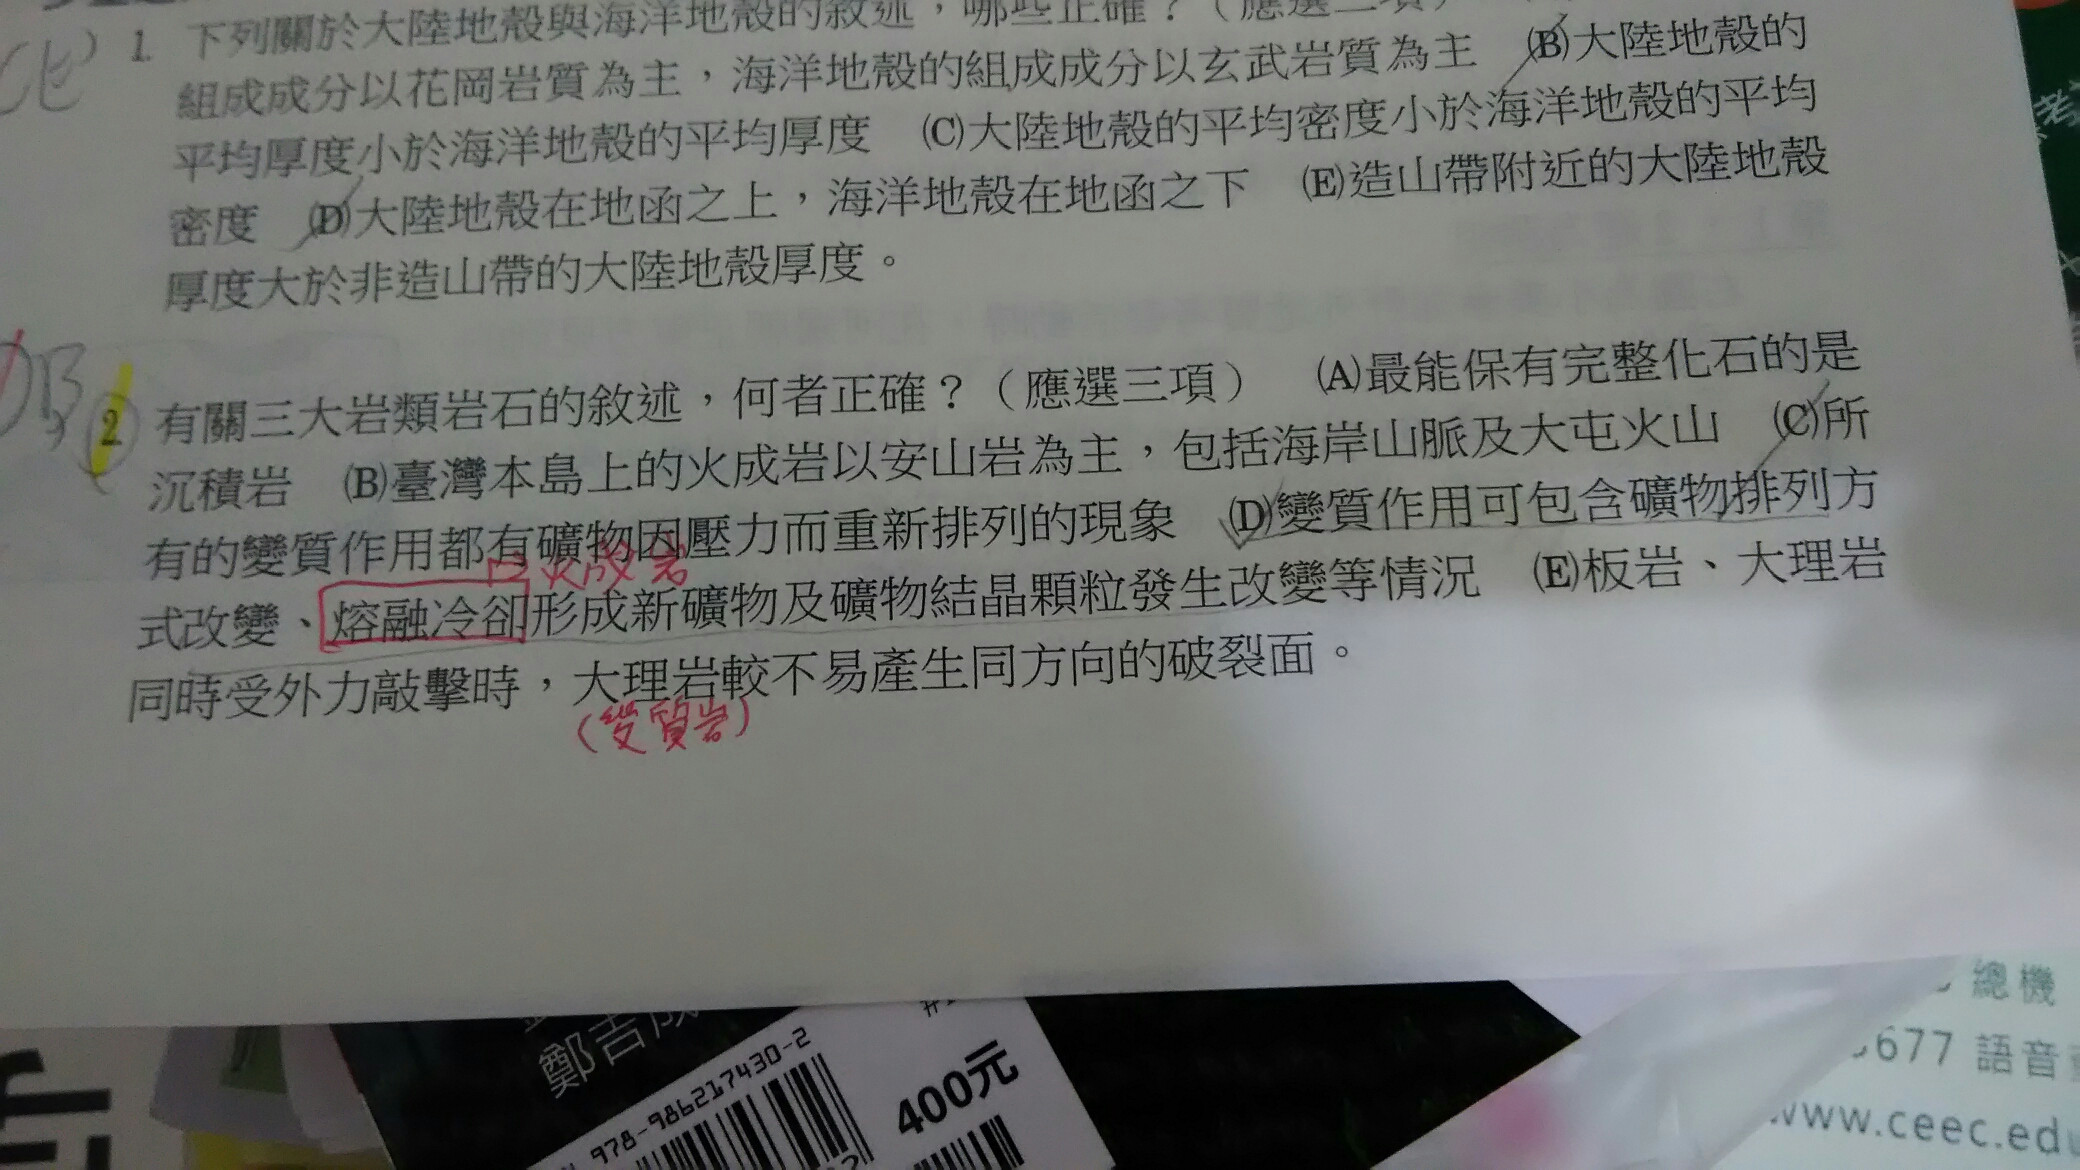 1. 下列關於大陸地殼與海洋地殼的敘述，哪些正確？（應選三項）
組成成分以花岡岩質為主，海洋地殼的組成成分以玄武岩質為主 (B)大陸地殼的
平均厚度小於海洋地殼的平均厚度 (C)大陸地殼的平均密度小於海洋地殼的平均
密度 (D)大陸地殼在地函之上，海洋地殼在地函之下 (E)造山帶附近的大陸地殼
厚度大於非造山帶的大陸地殼厚度。
2. 有關三大岩類岩石的敘述，何者正確？（應選三項） (A)最能保有完整化石的是
沉積岩 (B)臺灣本島上的火成岩以安山岩為主，包括海岸山脈及大屯火山 (C)所
有的變質作用都有礦物因壓力而重新排列的現象 (D)變質作用可包含礦物排列方
火成岩
式改變、熔融冷卻形成新礦物及礦物結晶顆粒發生改變等情況 (E)板岩、大理岩
同時受外力敲擊時，大理岩較不易產生同方向的破裂面。
(变質岩)
鄭吉成
978-986217430-2
400元
總機
677 語音
www.ceec.edu